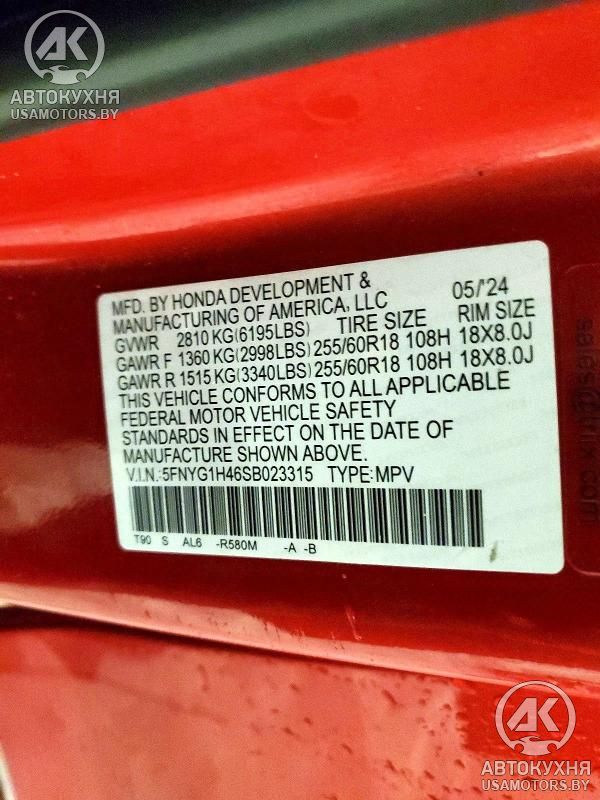 AK
АВТОКУХНЯ
USAMOTORS.BY
MFD. BY HONDA DEVELOPMENT &
MANUFACTURING OF AMERICA, LLC 05/'24
GVWR 2810 KG(6195LBS) TIRE SIZE RIM SIZE
GAWR F 1360 KG(2998LBS) 255/60R18 108H 18X8.0J
GAWR R 1515 KG(3340LBS) 255/60R18 108H 18X8.0J
THIS VEHICLE CONFORMS TO ALL APPLICABLE
FEDERAL MOTOR VEHICLE SAFETY
STANDARDS IN EFFECT ON THE DATE OF
MANUFACTURE SHOWN ABOVE.
V.I.N.:5FNYG1H46SB023315 TYPE:MPV
T90 S AL6 -R580M -A -B
AK
АВТОКУХНЯ
USAMOTORS.BY